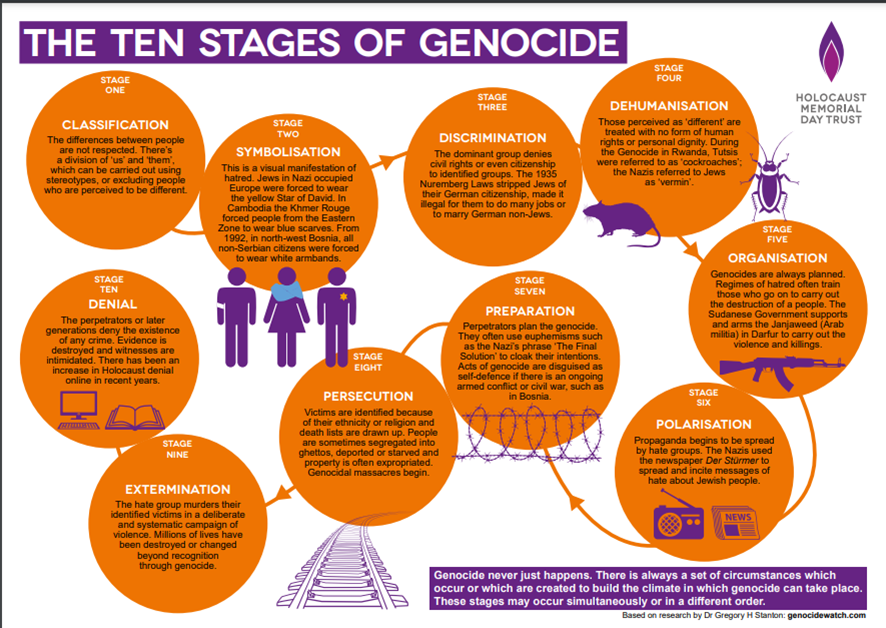 THE TEN STAGES OF GENOCIDE
HOLOCAUST
MEMORIAL
DAY TRUST
STAGE
ONE
CLASSIFICATION
The differences between people
are not respected. There's
a division of 'us' and 'them',
which can be carried out using
stereotypes, or excluding people
who are perceived to be different.
STAGE
TWO
SYMBOLISATION
This is a visual manifestation of
hatred. Jews in Nazi occupied
Europe were forced to wear
the yellow Star of David. In
Cambodia the Khmer Rouge
forced people from the Eastern
Zone to wear blue scarves. From
1992, in north-west Bosnia, all
non-Serbian citizens were forced
to wear white armbands.
STAGE
THREE
DISCRIMINATION
The dominant group denies
civil rights or even citizenship
to identified groups. The 1935
Nuremberg Laws stripped Jews of
their German citizenship, made it
illegal for them to do many jobs or
to marry German non-Jews.
STAGE
FOUR
DEHUMANISATION
Those perceived as 'different' are
treated with no form of human
rights or personal dignity. During
the Genocide in Rwanda, Tutsis
were referred to as 'cockroaches';
the Nazis referred to Jews
as 'vermin'.
STAGE
FIVE
ORGANISATION
Genocides are always planned.
Regimes of hatred often train
those who go on to carry out
the destruction of a people. The
Sudanese Government supports
and arms the Janjaweed (Arab
militia) in Darfur to carry out the
violence and killings.
STAGE
SIX
POLARISATION
Propaganda begins to be spread
by hate groups. The Nazis used
the newspaper Der Stürmer to
spread and incite messages of
hate about Jewish people.
NEWS
STAGE
SEVEN
PREPARATION
Perpetrators plan the genocide.
They often use euphemisms such
as the Nazi's phrase 'The Final
Solution' to cloak their intentions.
Acts of genocide are disguised as
self-defence if there is an ongoing
armed conflict or civil war, such as
in Bosnia.
STAGE
EIGHT
PERSECUTION
Victims are identified because
of their ethnicity or religion and
death lists are drawn up. People
are sometimes segregated into
ghettos, deported or starved and
property is often expropriated.
Genocidal massacres begin.
STAGE
NINE
EXTERMINATION
The hate group murders their
identified victims in a deliberate
and systematic campaign of
violence. Millions of lives have
been destroyed or changed
beyond recognition
through genocide.
STAGE
TEN
DENIAL
The perpetrators or later
generations deny the existence
of any crime. Evidence is
destroyed and witnesses are
intimidated. There has been an
increase in Holocaust denial
online in recent years.
Genocide never just happens. There is always a set of circumstances which
occur or which are created to build the climate in which genocide can take place.
These stages may occur simultaneously or in a different order.
Based on research by Dr Gregory H Stanton: genocidewatch.com